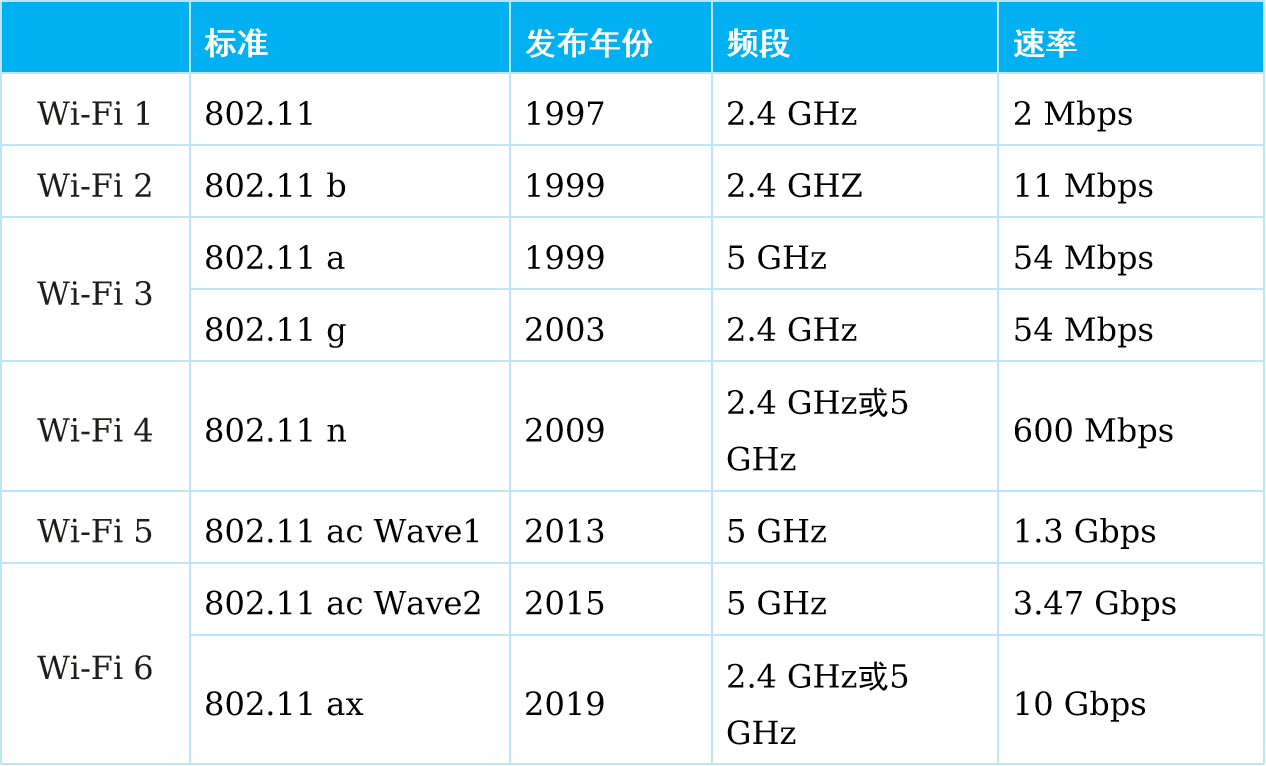 标准 发布年份 频段 速率
Wi-Fi 1 802.11 1997 2.4 GHz 2 Mbps
Wi-Fi 2 802.11 b 1999 2.4 GHZ 11 Mbps
Wi-Fi 3
802.11 a 1999 5 GHz 54 Mbps
802.11 g 2003 2.4 GHz 54 Mbps
Wi-Fi 4 802.11 n 2009 2.4 GHz或5
GHz
600 Mbps
Wi-Fi 5 802.11 ac Wave1 2013 5 GHz 1.3 Gbps
Wi-Fi 6
802.11 ac Wave2 2015 5 GHz 3.47 Gbps
802.11 ax 2019 2.4 GHz或5
GHz
10 Gbps